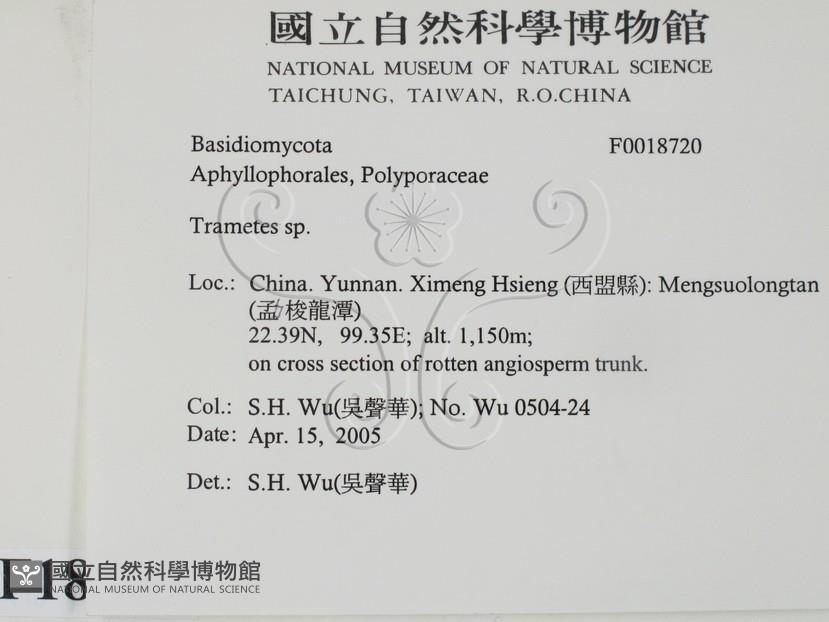 國立自然科學博物館
NATIONAL MUSEUM OF NATURAL SCIENCE
TAICHUNG, TAIWAN, R.O.CHINA
Basidiomycota F0018720
Aphyllophorales, Polyporaceae
Trametes sp.
Loc.: China. Yunnan. Ximeng Hsieng (西盟縣): Mengsuolongtan
(孟梭龍潭)
22.39N, 99.35E; alt. 1,150m;
on cross section of rotten angiosperm trunk.
Col.: S.H. Wu(吳聲華); No. Wu 0504-24
Date: Apr. 15, 2005
Det.: S.H. Wu(吳聲華)
F18
國立自然科學博物館
NATIONAL MUSEUM OF NATURAL SCIENCE